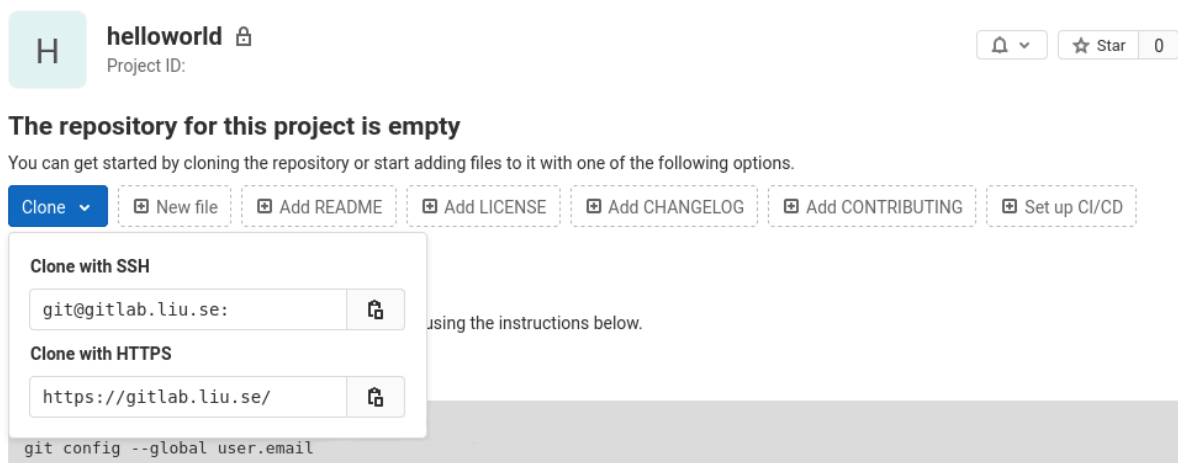 H
helloworld
Project ID:
Star 0
The repository for this project is empty
You can get started by cloning the repository or start adding files to it with one of the following options.
Clone New file Add README Add LICENSE Add CHANGELOG Add CONTRIBUTING Set up CI/CD
Clone with SSH
git@gitlab.liu.se:
using the instructions below.
Clone with HTTPS
https://gitlab.liu.se/
git config --global user.email